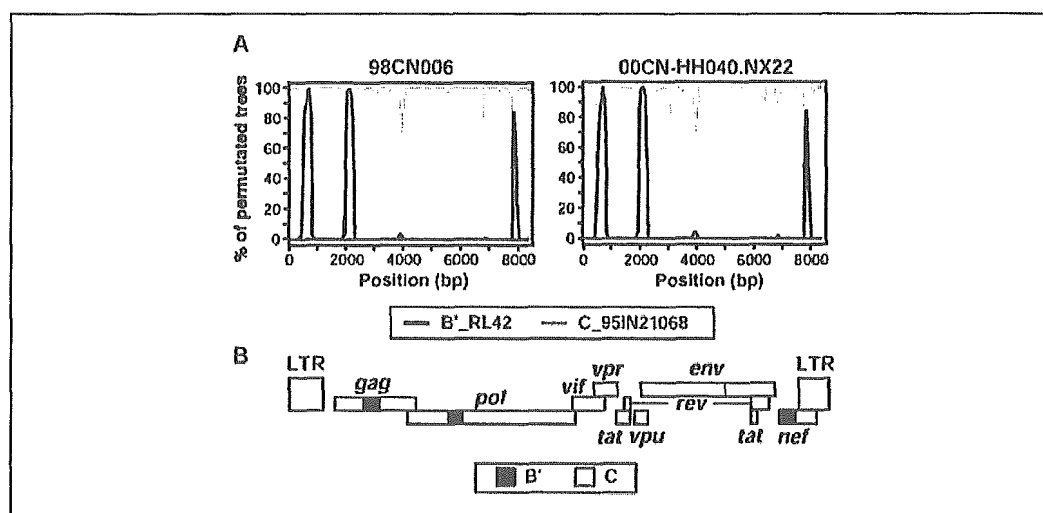 A
98CN006
00CN-HH040.NX22
% of permutated trees
100
80
60
40
20
0
0 2000 4000 6000 8000
Position (bp)
100
80
60
40
20
0
0 2000 4000 6000 8000
Position (bp)
B'_RL42 C_95IN21068
B
LTR gag pol vif vpr env LTR
tat vpu rev tat nef
B' C